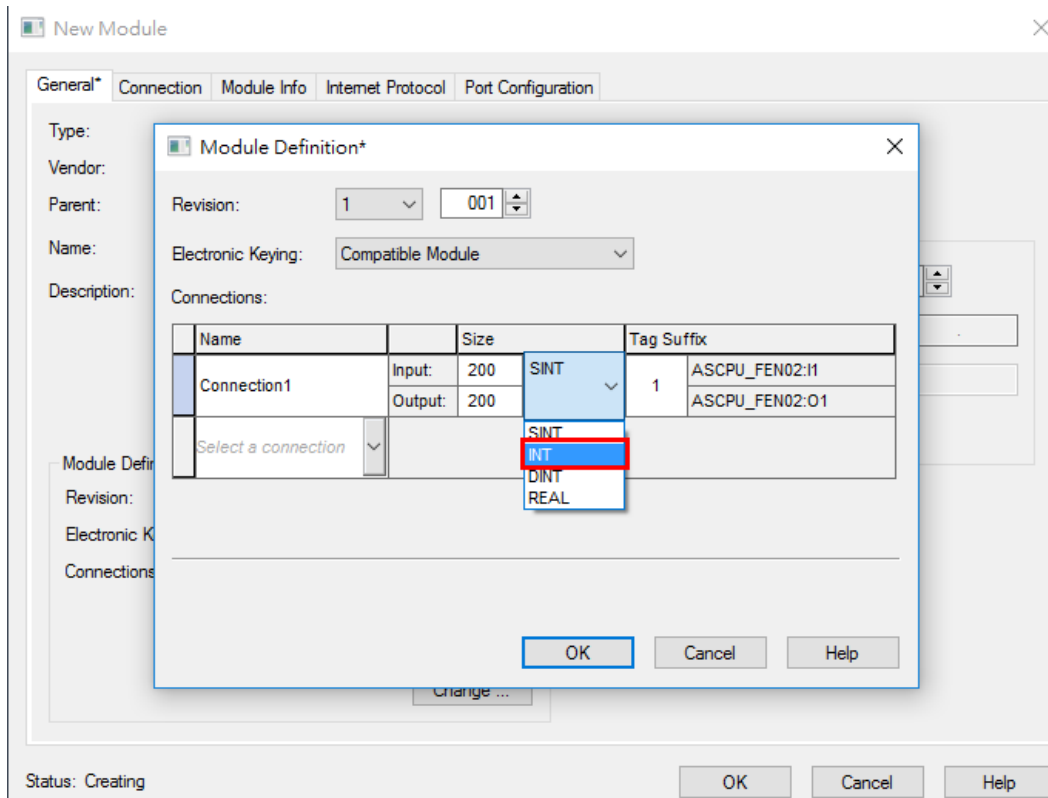 New Module
General* Connection Module Info Internet Protocol Port Configuration
Type:
Vendor:
Parent:
Name:
Description:
Module Definition*
Revision: 1 001
Electronic Keying: Compatible Module
Connections:
Name Size Tag Suffix
Connection1 Input: 200 SINT 1 ASCPU_FEN02:I1
Output: 200 ASCPU_FEN02:O1
Select a connection
SINT
INT
DINT
REAL
OK Cancel Help
Module Defin
Revision:
Electronic K
Connections
Change ...
Status: Creating
OK Cancel Help